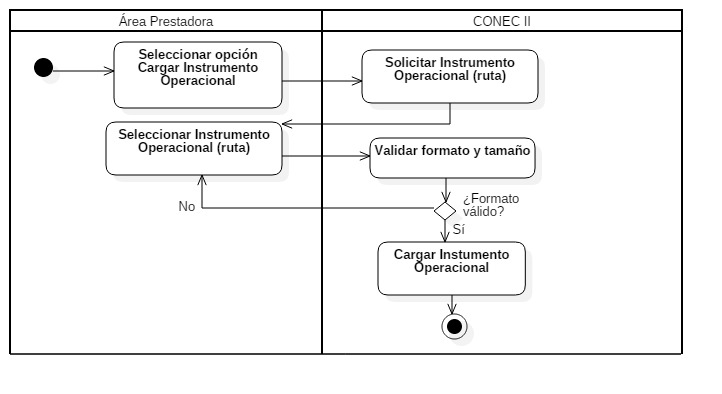 Área Prestadora
CONEC II
Seleccionar opción
Cargar Instrumento
Operacional
Solicitar Instrumento
Operacional (ruta)
Seleccionar Instrumento
Operacional (ruta)
Validar formato y tamaño
¿Formato
válido?
No
Sí
Cargar Instumento
Operacional